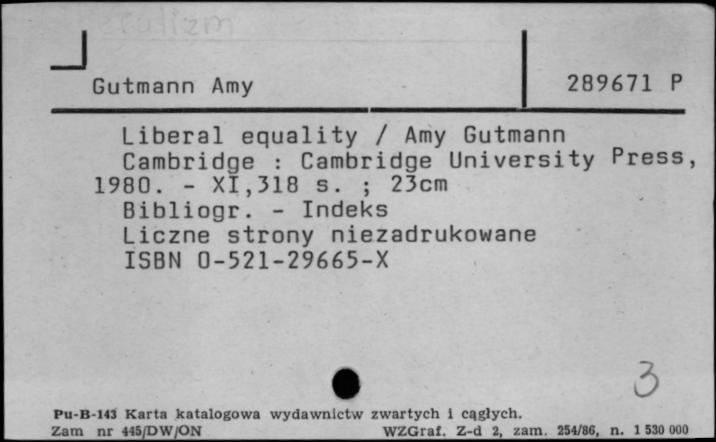 Gutmann Amy 289671 P
Liberal equality / Amy Gutmann
Cambridge : Cambridge University Press,
1980. - XI,318 s. ; 23cm
Bibliogr. - Indeks
Liczne strony niezadrukowane
ISBN 0-521-29665-X
3
Pu-B-143 Karta katalogowa wydawnictw zwartych i cągłych.
Zam nr 445/DW/ON WZGraf. Z-d 2, zam. 254/86, n. 1 530 000